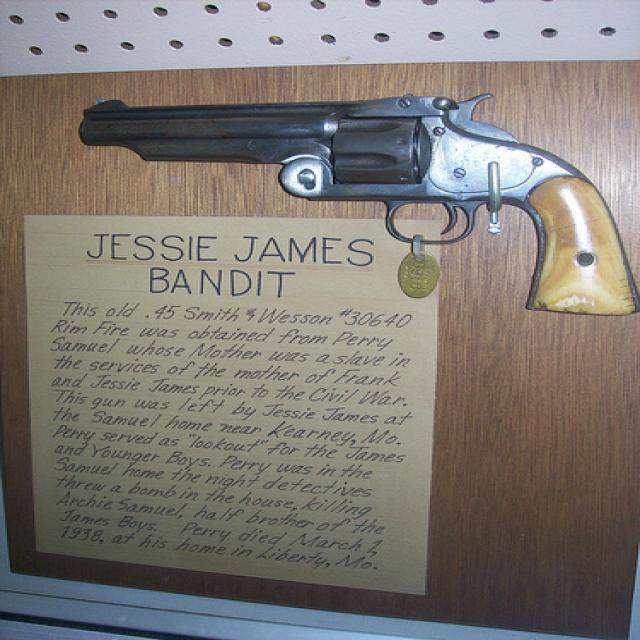 JESSIE JAMES
BANDIT
This old .45 Smith & Wesson #30640
Rim Fire was obtained from Perry
Samuel whose Mother was a slave in
the services of the mother of Frank
and Jessie James prior to the Civil War.
This gun was left by Jessie James at
the Samuel home near Kearney, Mo.
Perry served as "lookout" for the James
and Younger Boys. Perry was in the
Samuel home the night detectives
threw a bomb in the house, killing
Archie Samuel, half brother of the
James Boys. Perry died March
1938, at his home in Liberty, Mo.